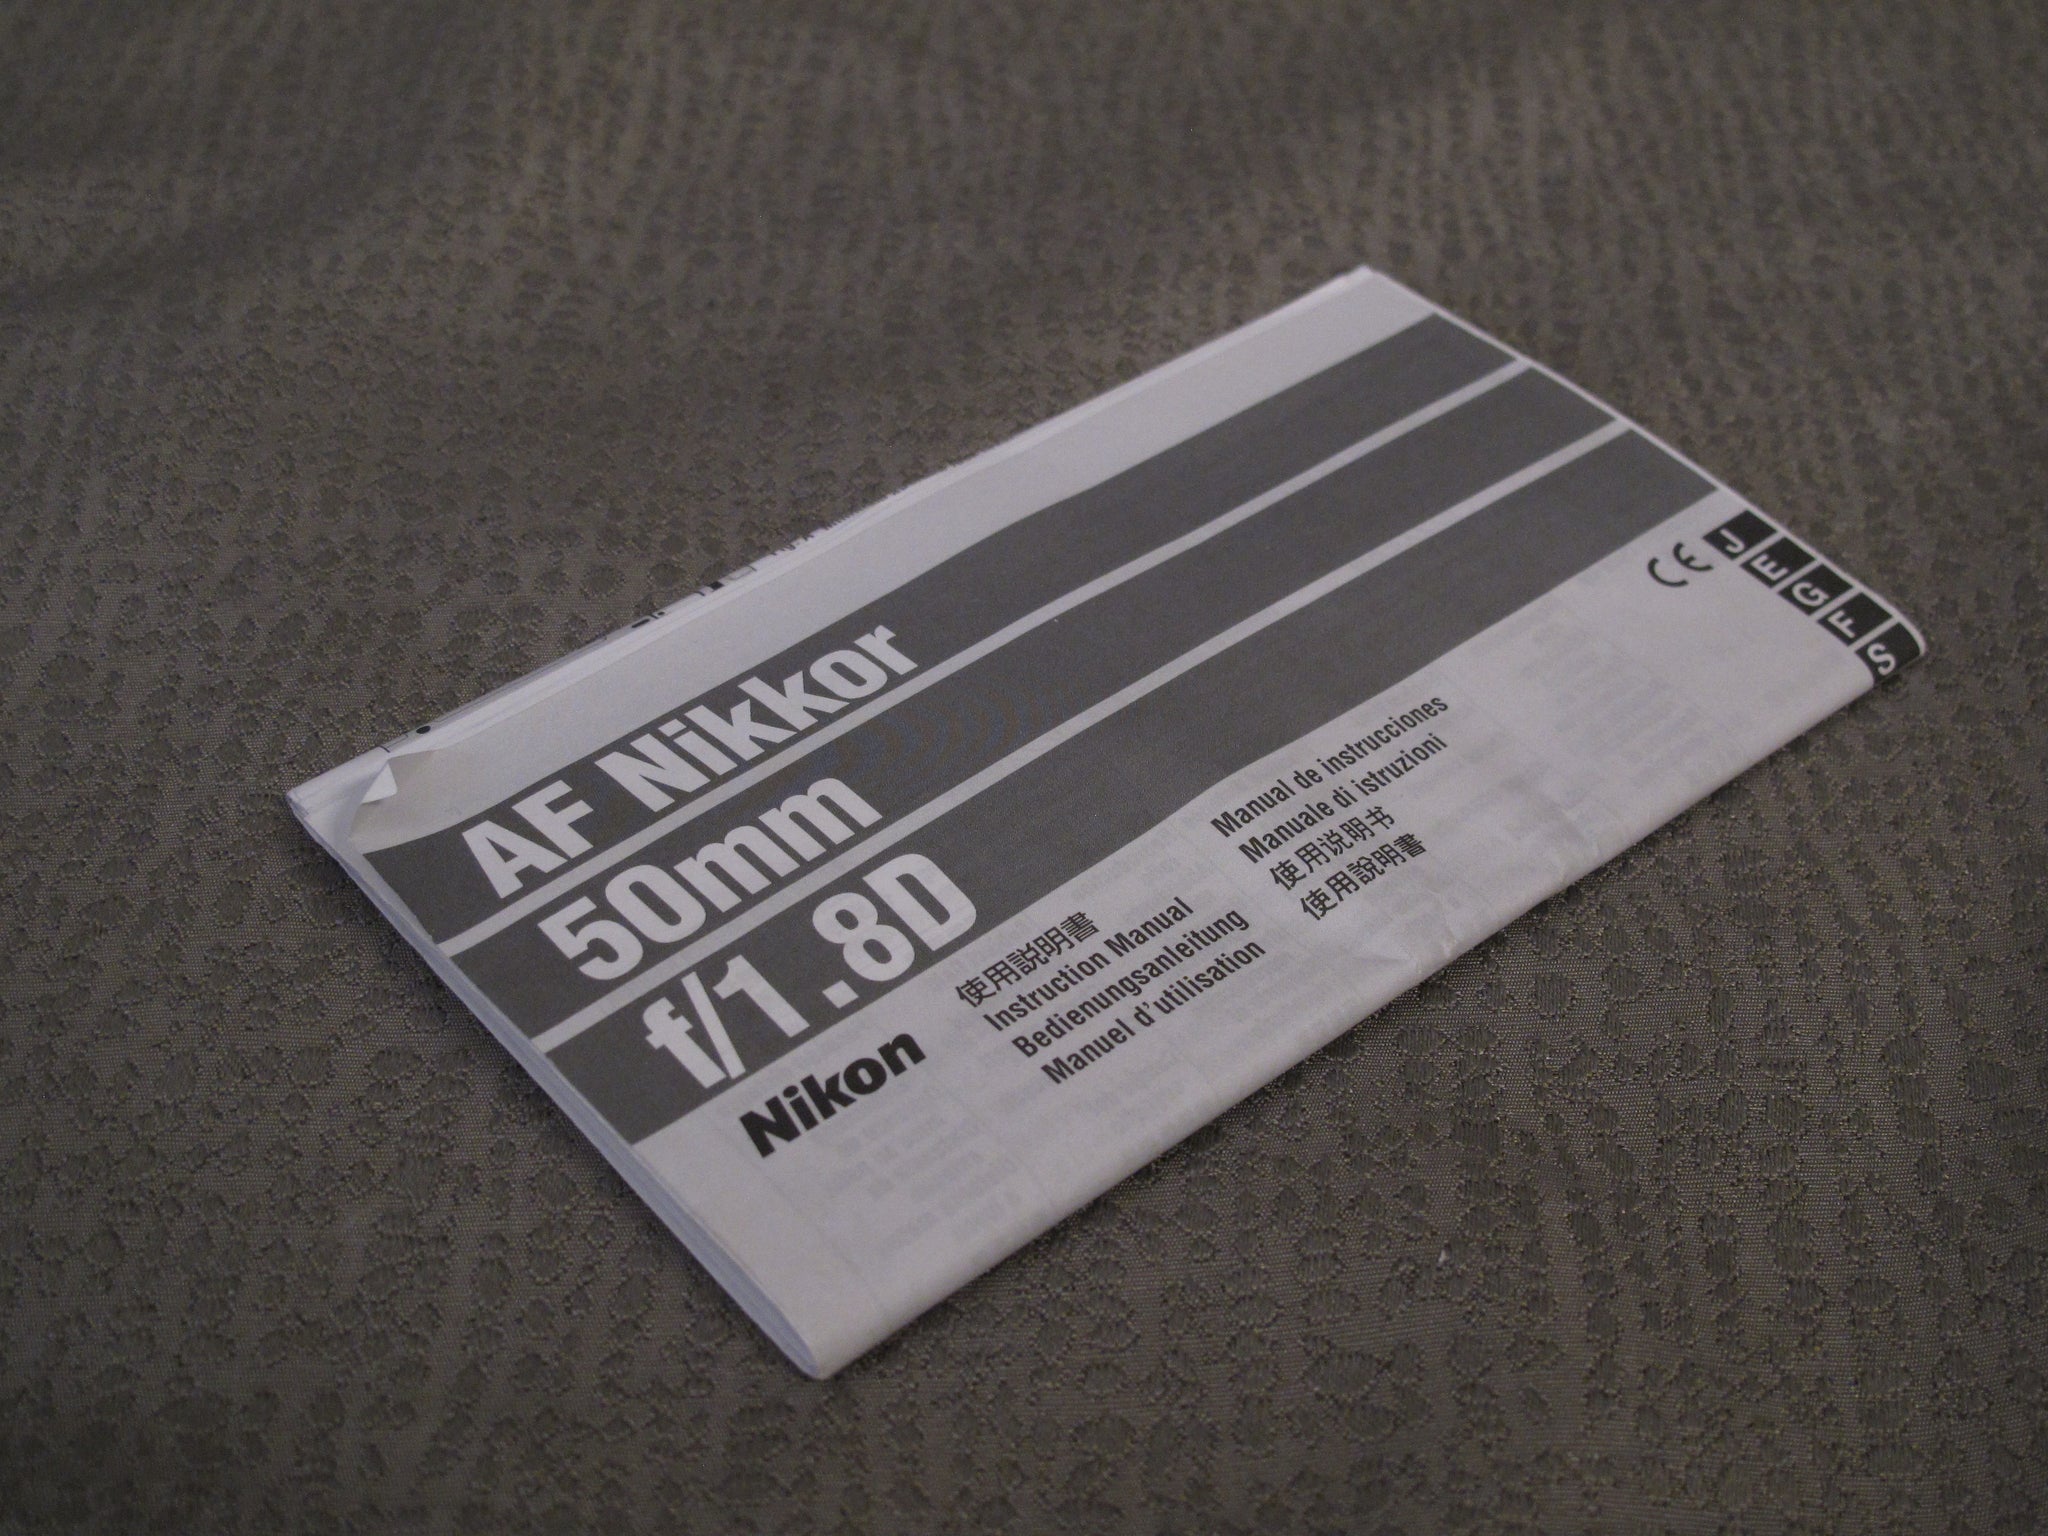 AF Nikkor
50mm
f/1.8D
Nikon
使用説明書
Instruction Manual
Bedienungsanleitung
Manuel d'utilisation
Manual de instrucciones
Manuale di istruzioni
使用说明书
使用說明書
CE
J
E
G
F
S